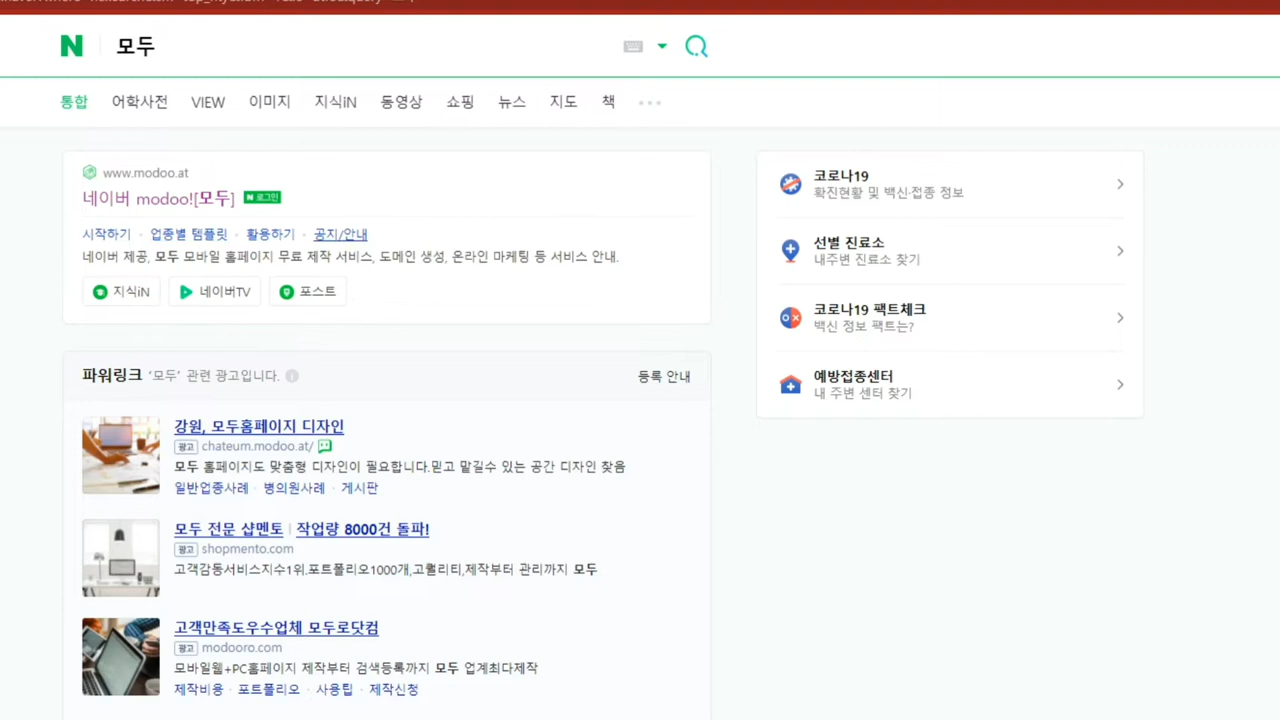 N 모두
통합 어학사전 VIEW 이미지 지식iN 동영상 쇼핑 뉴스 지도 책
www.modoo.at
네이버 modoo![모두] N 로그인
시작하기 · 업종별 템플릿 · 활용하기 · 공지/안내
네이버 제공, 모두 모바일 홈페이지 무료 제작 서비스, 도메인 생성, 온라인 마케팅 등 서비스 안내.
지식iN 네이버TV 포스트
파워링크 '모두' 관련 광고입니다. 등록 안내
강원, 모두홈페이지 디자인
광고 chateum.modoo.at/
모두 홈페이지도 맞춤형 디자인이 필요합니다.믿고 맡길수 있는 공간 디자인 찾음
일반업종사례 · 병의원사례 · 게시판
모두 전문 샵멘토 | 작업량 8000건 돌파!
광고 shopmento.com
고객감동서비스지수1위.포트폴리오1000개,고퀄리티,제작부터 관리까지 모두
고객만족도우수업체 모두로닷컴
광고 modooro.com
모바일웹+PC홈페이지 제작부터 검색등록까지 모두 업계최다제작
제작비용 · 포트폴리오 · 사용팁 · 제작신청
코로나19
확진현황 및 백신·접종 정보
선별 진료소
내주변 진료소 찾기
코로나19 팩트체크
백신 정보 팩트는?
예방접종센터
내 주변 센터 찾기